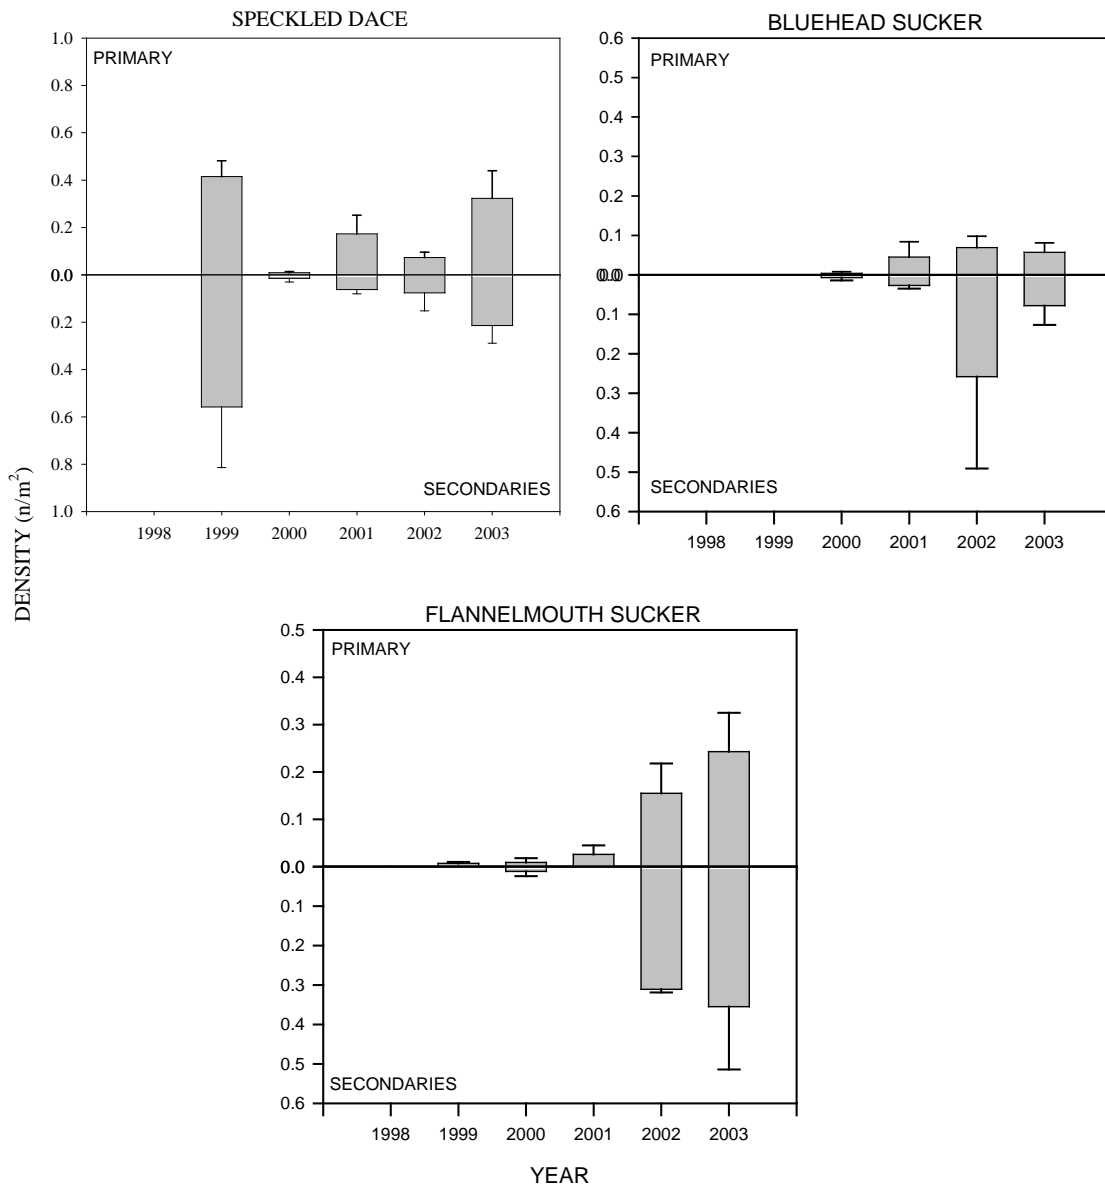 SPECKLED DACE
PRIMARY
1.0
0.8
0.6
0.4
0.2
0.0
0.2
0.4
0.6
0.8
1.0
SECONDARIES
1998 1999 2000 2001 2002 2003
BLUEHEAD SUCKER
PRIMARY
0.6
0.5
0.4
0.3
0.2
0.1
0.0
0.1
0.2
0.3
0.4
0.5
0.6
SECONDARIES
1998 1999 2000 2001 2002 2003
DENSITY (n/m²)
FLANNELMOUTH SUCKER
PRIMARY
0.5
0.4
0.3
0.2
0.1
0.0
0.1
0.2
0.3
0.4
0.5
0.6
SECONDARIES
1998 1999 2000 2001 2002 2003
YEAR